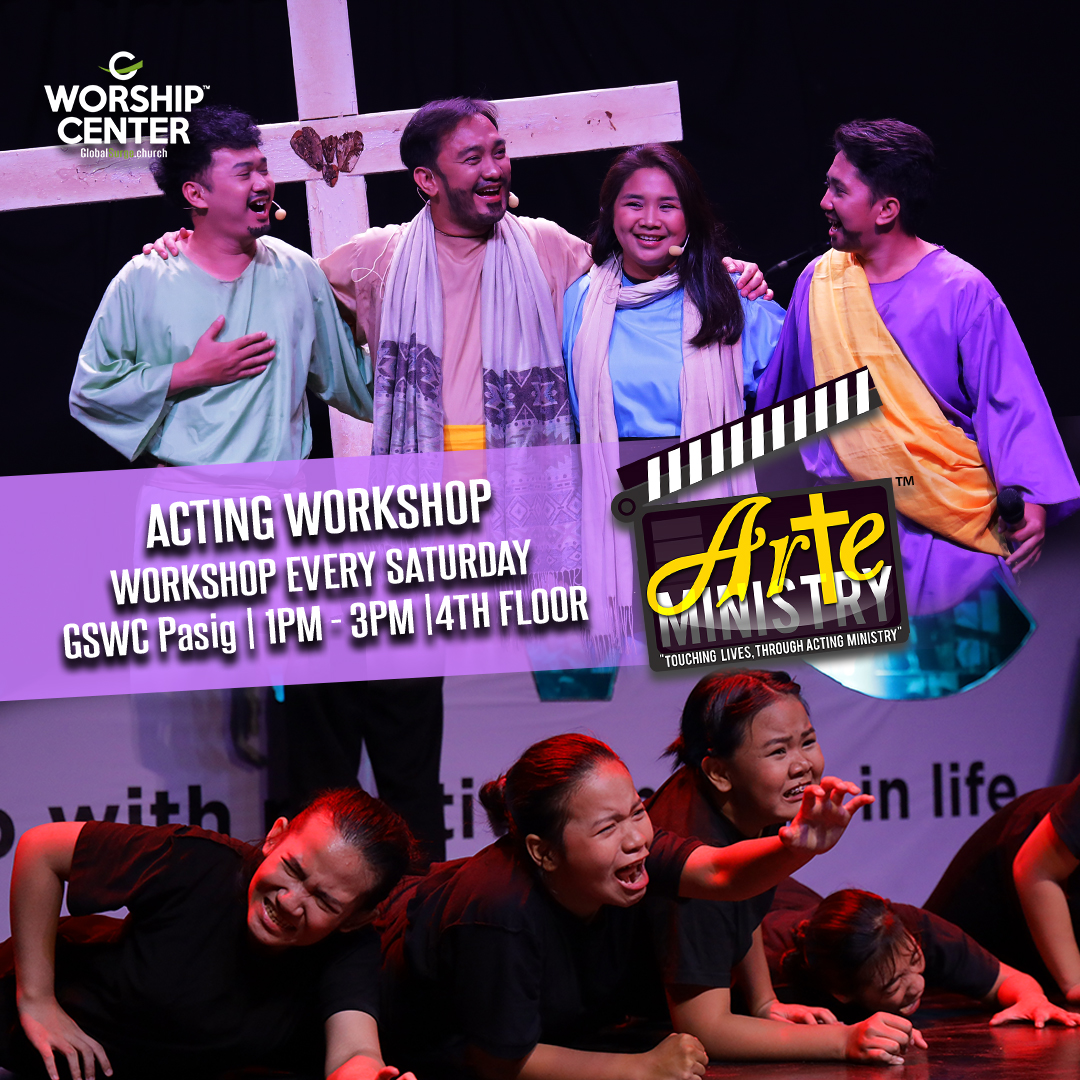 WORSHIP™
CENTER
GlobalSurge.church
ACTING WORKSHOP
WORKSHOP EVERY SATURDAY
GSWC Pasig | 1PM - 3PM |4TH FLOOR
Arte ™
MINISTRY
"TOUCHING LIVES, THROUGH ACTING MINISTRY"
with in life